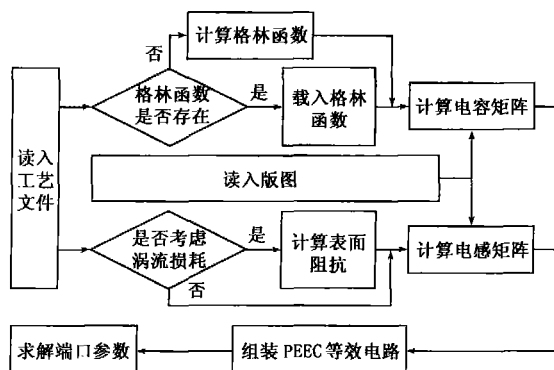 计算格林函数
否
格林函数
是否存在
是
载入格林
函数
计算电容矩阵
读入
工艺
文件
读入版图
是否考虑
涡流损耗
是
计算表面
阻抗
计算电感矩阵
否
求解端口参数
组装 PEEC 等效电路